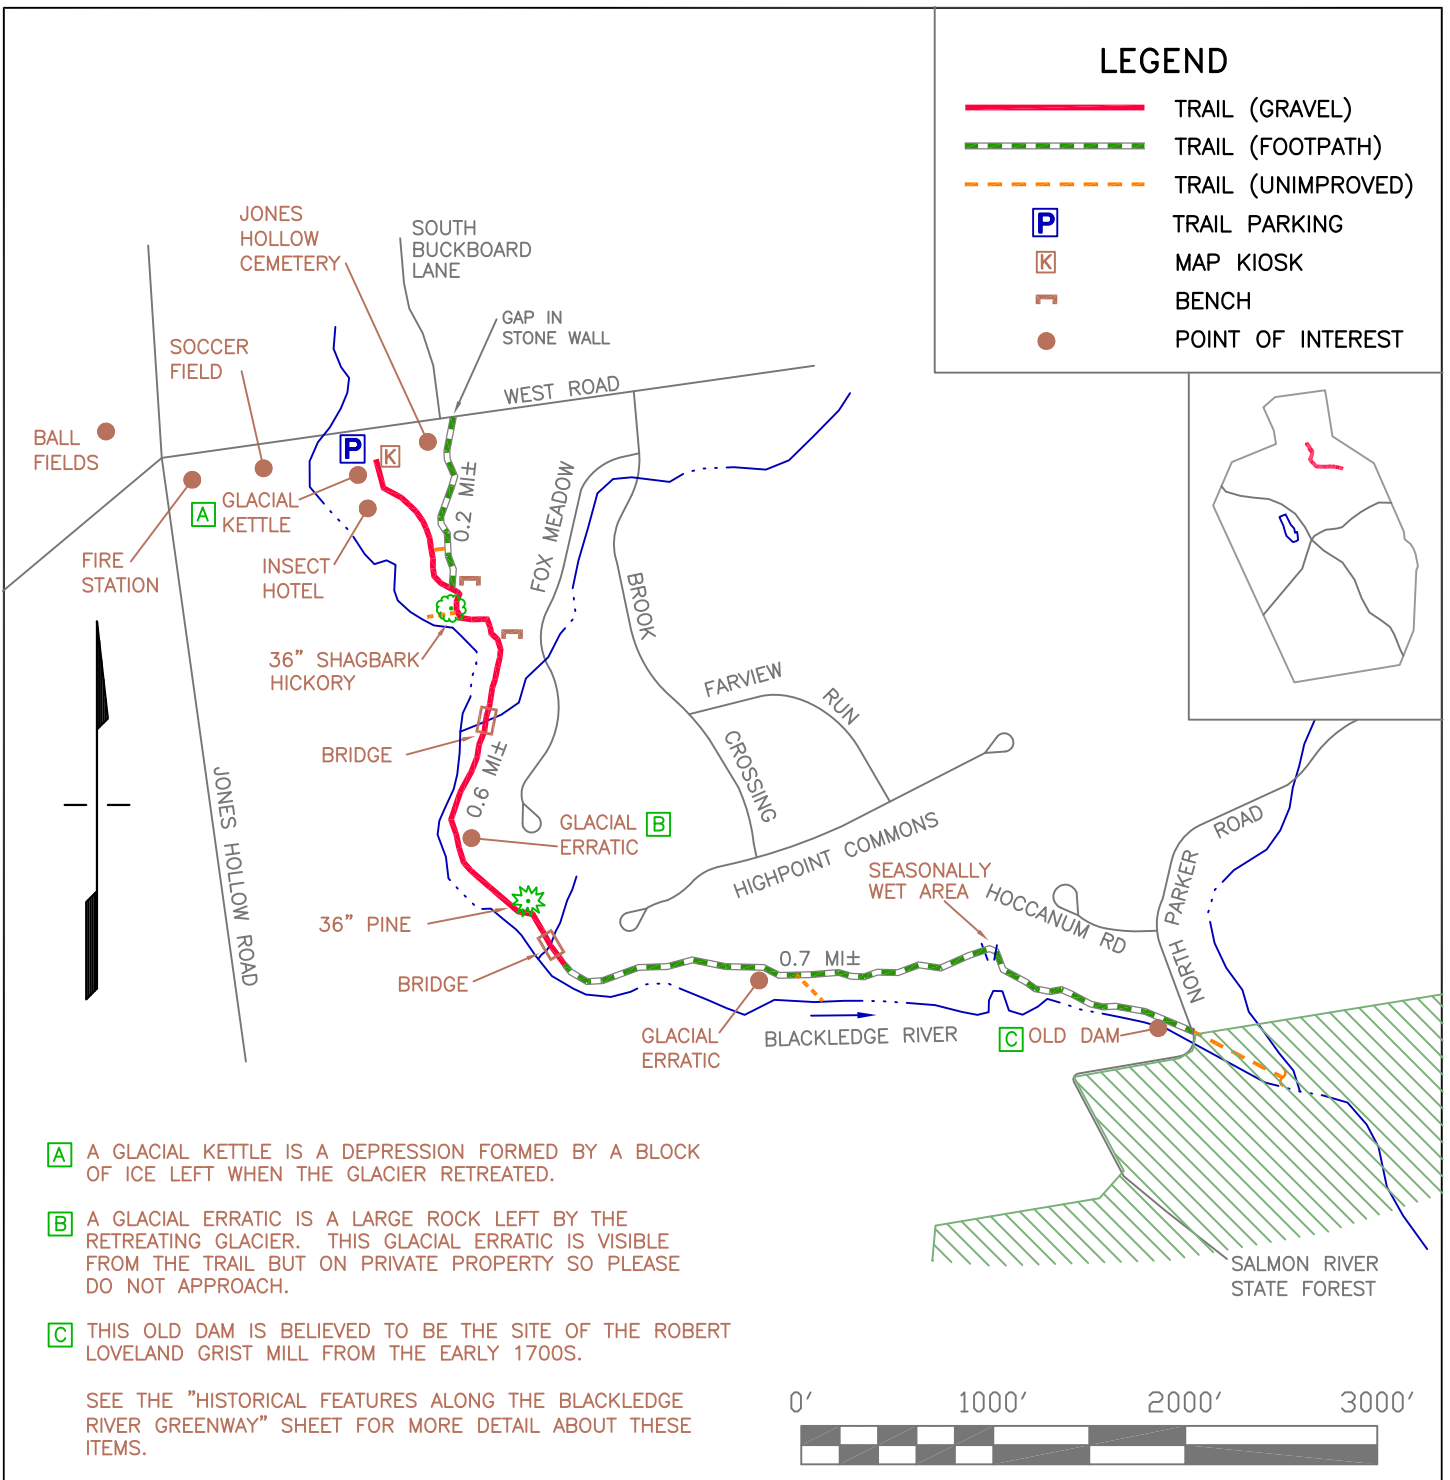 LEGEND
TRAIL (GRAVEL)
TRAIL (FOOTPATH)
TRAIL (UNIMPROVED)
P
TRAIL PARKING
K
MAP KIOSK
BENCH
POINT OF INTEREST
JONES
HOLLOW
CEMETERY
SOUTH
BUCKBOARD
LANE
GAP IN
STONE WALL
SOCCER
FIELD
WEST ROAD
BALL
FIELDS
P
K
A
GLACIAL
KETTLE
0.2 MI±
FOX MEADOW
FIRE
STATION
INSECT
HOTEL
BROOK
36" SHAGBARK
HICKORY
FARVIEW
RUN
BRIDGE
CROSSING
0.6 MI±
JONES HOLLOW ROAD
GLACIAL
ERRATIC
B
HIGHPOINT COMMONS
ROAD
NORTH PARKER
SEASONALLY
WET AREA
HOCCANUM RD
36" PINE
0.7 MI±
BRIDGE
GLACIAL
ERRATIC
BLACKLEDGE RIVER
C
OLD DAM
SALMON RIVER
STATE FOREST
A
A GLACIAL KETTLE IS A DEPRESSION FORMED BY A BLOCK
OF ICE LEFT WHEN THE GLACIER RETREATED.
B
A GLACIAL ERRATIC IS A LARGE ROCK LEFT BY THE
RETREATING GLACIER. THIS GLACIAL ERRATIC IS VISIBLE
FROM THE TRAIL BUT ON PRIVATE PROPERTY SO PLEASE
DO NOT APPROACH.
C
THIS OLD DAM IS BELIEVED TO BE THE SITE OF THE ROBERT
LOVELAND GRIST MILL FROM THE EARLY 1700S.
SEE THE "HISTORICAL FEATURES ALONG THE BLACKLEDGE
RIVER GREENWAY" SHEET FOR MORE DETAIL ABOUT THESE
ITEMS.
0' 1000' 2000' 3000'